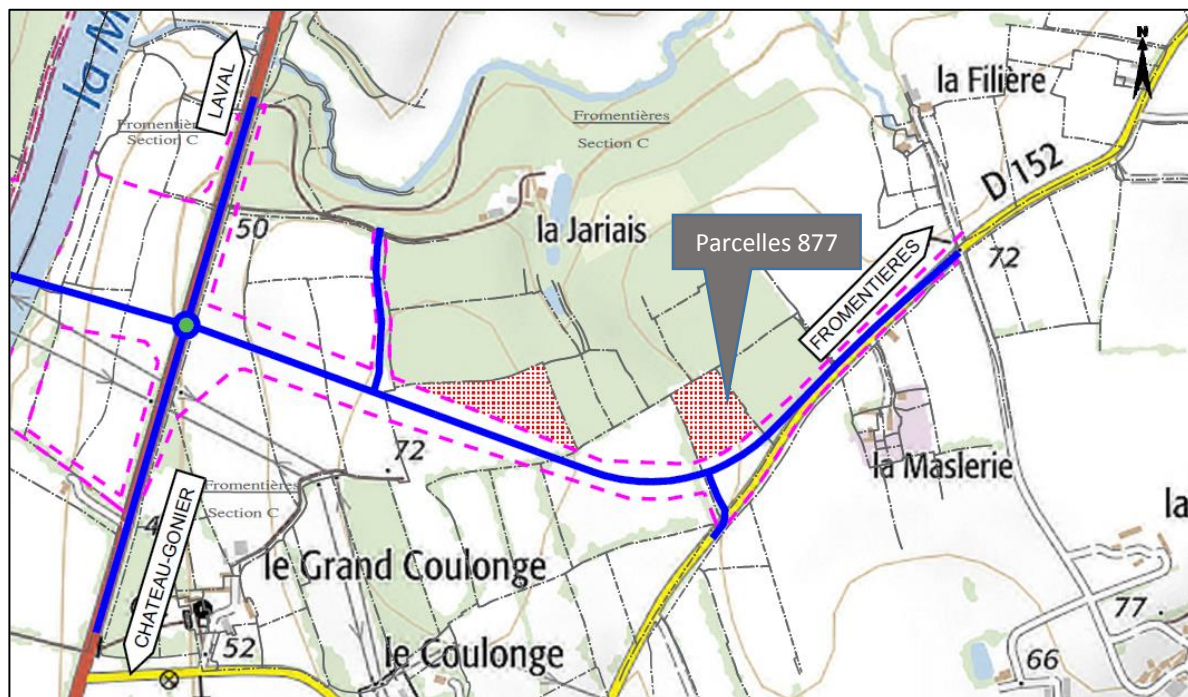 la M
LAVAL
N
la Filière
Fromentières
Section C
Fromentières
Section C
D 152
50
la Jariais
Parcelles 877
72
FROMENTIERES
72
la Maslerie
Fromentières
Section C
la
CHATEAU-GONIER
le Grand Coulonge
77
52
le Coulonge
66